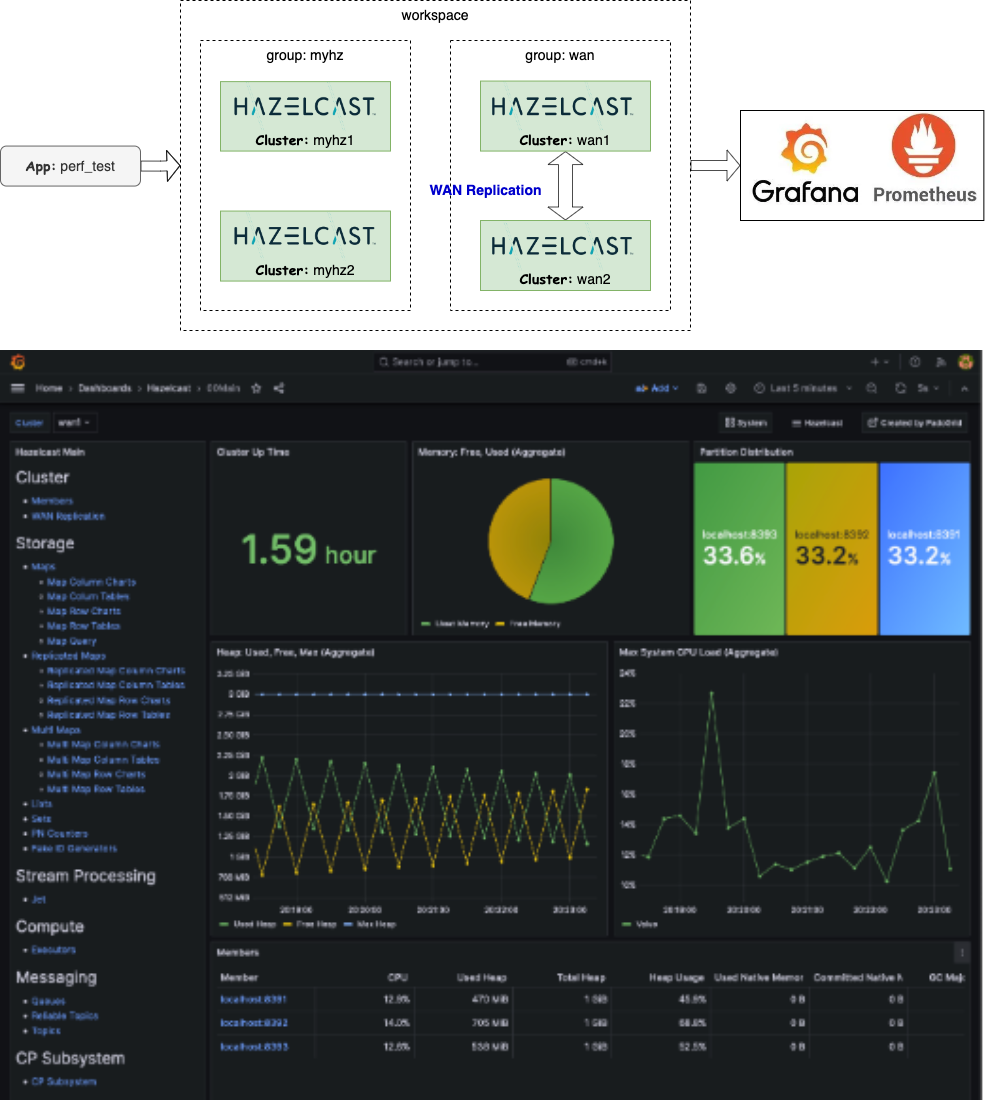 workspace
group: myhz
group: wan
HAZELCAST
Cluster: myhz1
HAZELCAST
Cluster: wan1
App: perf_test
WAN Replication
Grafana
Prometheus
HAZELCAST
Cluster: myhz2
HAZELCAST
Cluster: wan2
Search or jump to...
cmd+k
Home > Dashboards > Hazelcast > 00Main
Add
Last 5 minutes
5s
Cluster
wan1
System
Hazelcast
Created by PadoGrid
Hazelcast Main
Cluster
Members
WAN Replication
Storage
Maps
Map Column Charts
Map Colum Tables
Map Row Charts
Map Row Tables
Map Query
Replicated Maps
Replicated Map Column Charts
Replicated Map Column Tables
Replicated Map Row Charts
Replicated Map Row Tables
Multi Maps
Multi Map Column Charts
Multi Map Column Tables
Multi Map Row Charts
Multi Map Row Tables
Lists
Sets
PN Counters
Fake ID Generators
Stream Processing
Jet
Compute
Executors
Messaging
Queues
Reliable Topics
Topics
CP Subsystem
CP Subsystem
Cluster Up Time
1.59 hour
Memory: Free, Used (Aggregate)
Used Memory
Free Memory
Partition Distribution
localhost:8393
33.6%
localhost:8392
33.2%
localhost:8391
33.2%
Heap: Used, Free, Max (Aggregate)
3.25 GiB
3 GiB
2.75 GiB
2.50 GiB
2.25 GiB
2 GiB
1.75 GiB
1.50 GiB
1.25 GiB
1 GiB
768 MiB
512 MiB
20:19:00
20:20:00
20:21:00
20:22:00
20:23:00
Used Heap
Free Heap
Max Heap
Max System CPU Load (Aggregate)
24%
22%
20%
18%
16%
14%
12%
10%
20:19:00
20:20:00
20:21:00
20:22:00
20:23:00
Value
Members
Member CPU Used Heap Total Heap Heap Usage Used Native Memor Committed Native M GC Majc
localhost:8391 12.9% 470 MiB 1 GiB 45.9% 0 B 0 B
localhost:8392 14.0% 705 MiB 1 GiB 68.8% 0 B 0 B
localhost:8393 12.8% 538 MiB 1 GiB 52.5% 0 B 0 B